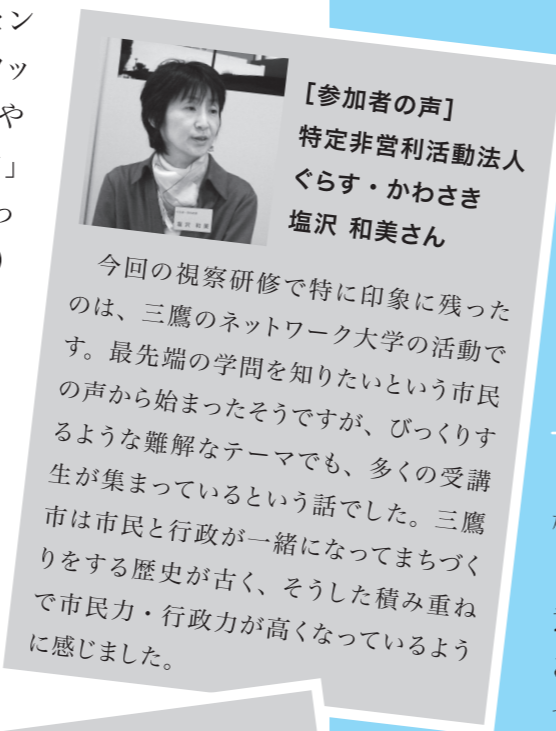 ン
ッ
や
」
っ
)
[参加者の声]
特定非営利活動法人
ぐらす・かわさき
塩沢 和美さん
今回の視察研修で特に印象に残った
のは、三鷹のネットワーク大学の活動で
す。最先端の学問を知りたいという市民
の声から始まったそうですが、びっくりす
るような難解なテーマでも、多くの受講
生が集まっているという話でした。三鷹
市は市民と行政が一緒になってまちづく
りをする歴史が古く、そうした積み重ね
で市民力・行政力が高くなっているよう
に感じました。